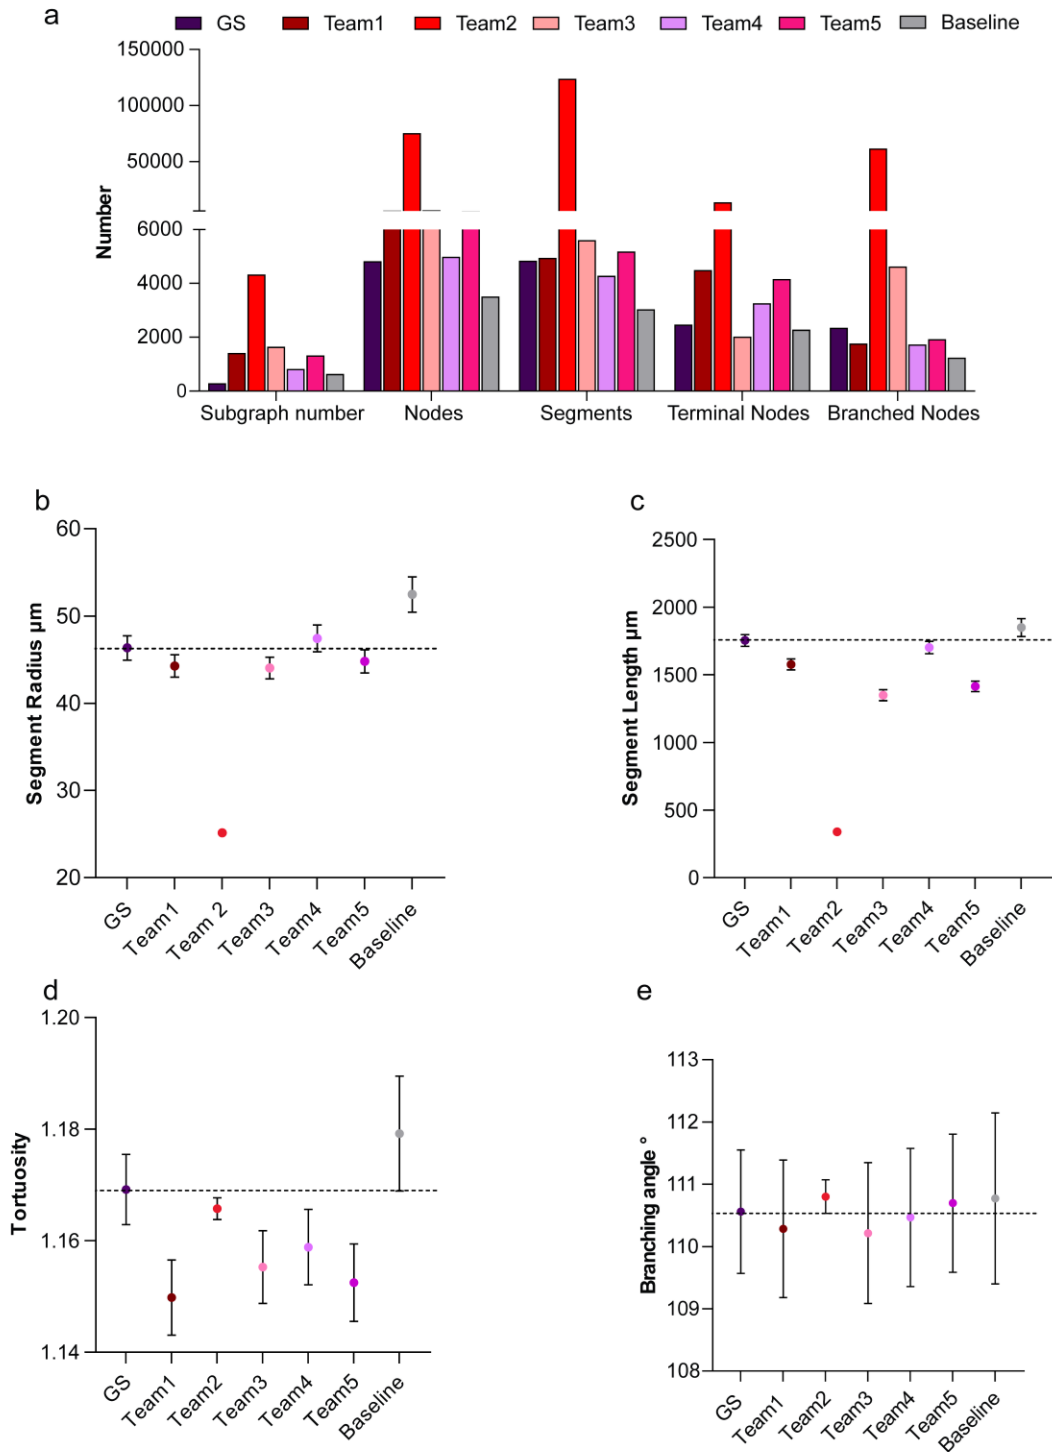 a
GS Team1 Team2 Team3 Team4 Team5 Baseline
150000
100000
50000
6000
4000
2000
0
Number
Subgraph number Nodes Segments Terminal Nodes Branched Nodes
b
60
50
40
30
20
Segment Radius µm
GS Team1 Team 2 Team3 Team4 Team5 Baseline
c
2500
2000
1500
1000
500
0
Segment Length µm
GS Team1 Team2 Team3 Team4 Team5 Baseline
d
1.20
1.18
1.16
1.14
Tortuosity
GS Team1 Team2 Team3 Team4 Team5 Baseline
e
113
112
111
110
109
108
Branching angle °
GS Team1 Team2 Team3 Team4 Team5 Baseline